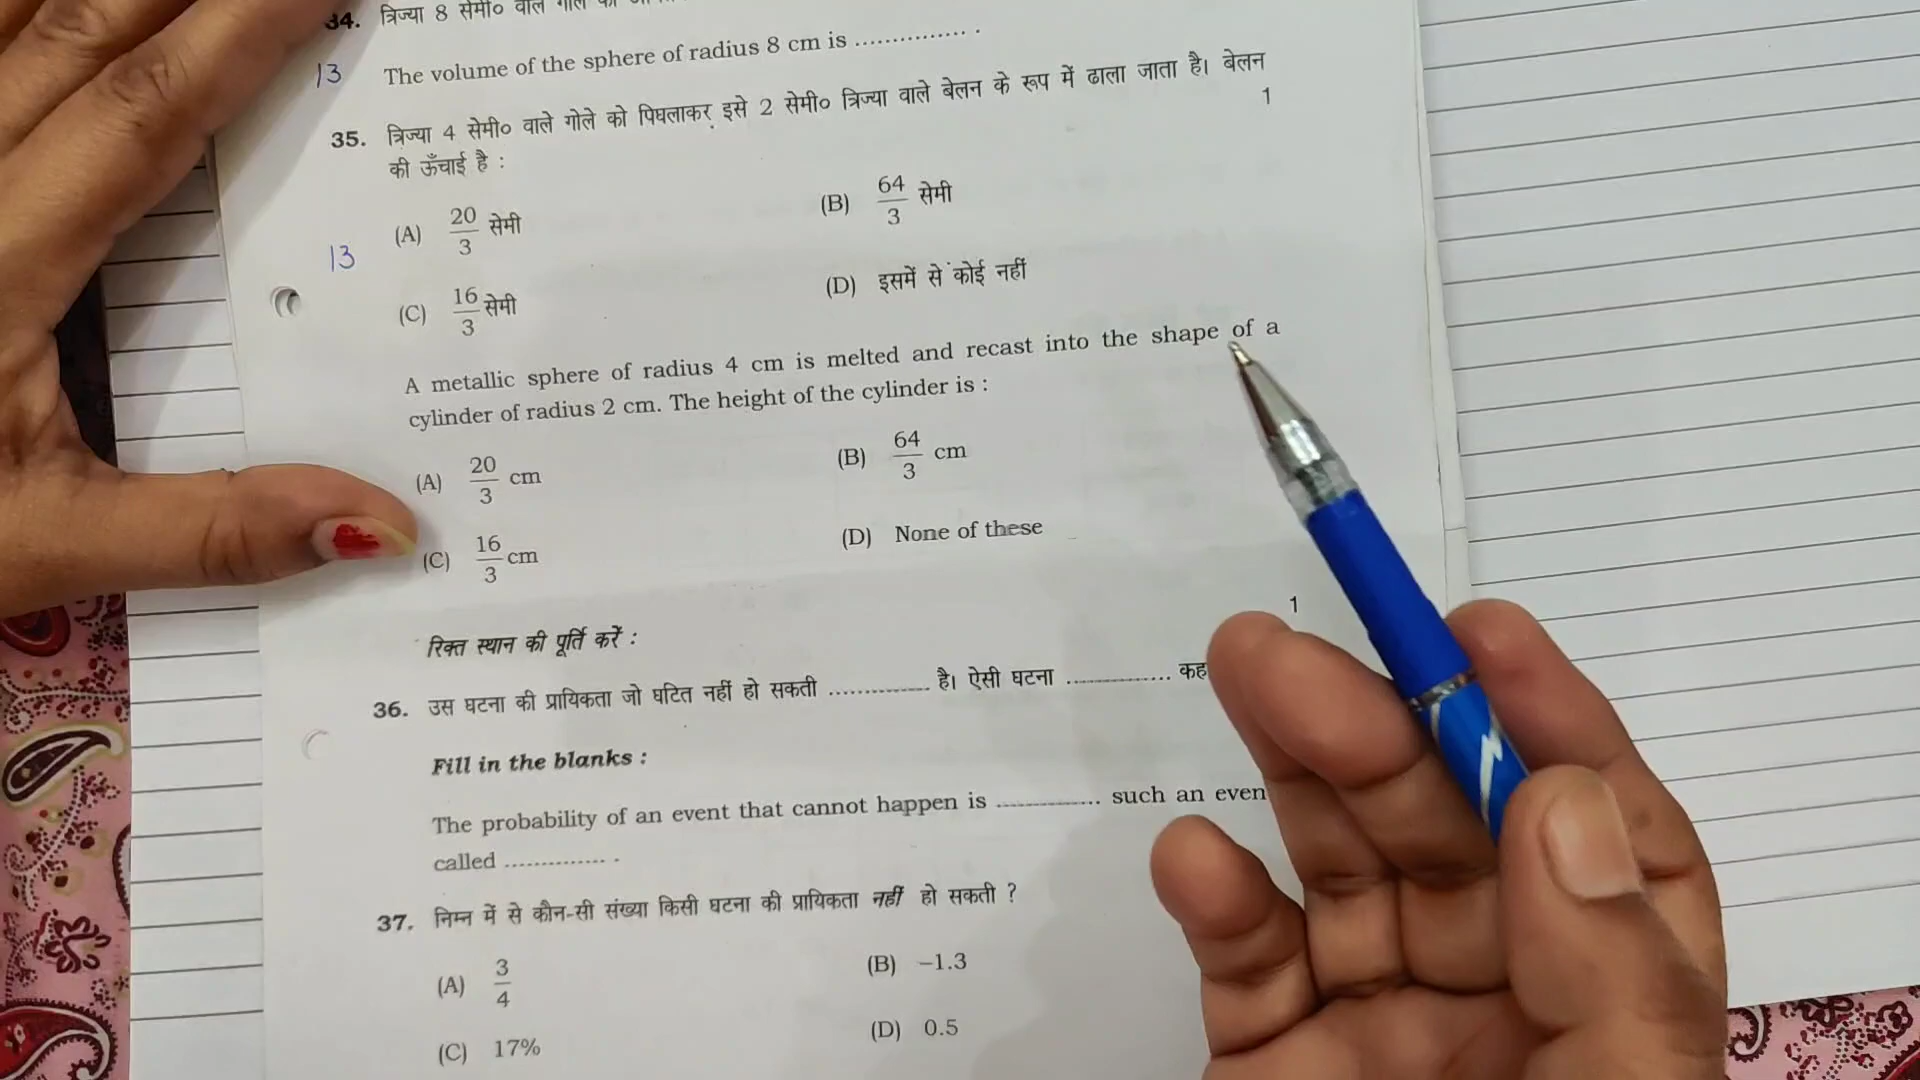 34. त्रिज्या 8 सेमी० वाले गोले का
The volume of the sphere of radius 8 cm is ............... .
13
35. त्रिज्या 4 सेमी० वाले गोले को पिघलाकर इसे 2 सेमी० त्रिज्या वाले बेलन के रूप में ढाला जाता है। बेलन
की ऊँचाई है :
1
(A) 20/3 सेमी
(B) 64/3 सेमी
13
(C) 16/3 सेमी
(D) इसमें से कोई नहीं
A metallic sphere of radius 4 cm is melted and recast into the shape of a
cylinder of radius 2 cm. The height of the cylinder is :
(A) 20/3 cm
(B) 64/3 cm
(C) 16/3 cm
(D) None of these
1
रिक्त स्थान की पूर्ति करें :
36. उस घटना की प्रायिकता जो घटित नहीं हो सकती .............. है। ऐसी घटना .............. कह
Fill in the blanks :
The probability of an event that cannot happen is .............. such an even
called .............. .
37. निम्न में से कौन-सी संख्या किसी घटना की प्रायिकता नहीं हो सकती ?
(A) 3/4
(B) −1.3
(C) 17%
(D) 0.5